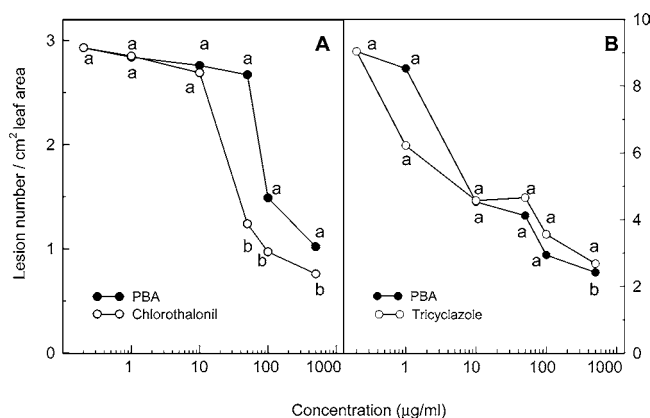 A
B
Lesion number / cm2 leaf area
3
2
1
0
10
8
6
4
2
0
a a a a a a
a a a b b b
PBA
Chlorothalonil
a a a a a a
a a a a b
PBA
Tricyclazole
1 10 100 1000
1 10 100 1000
Concentration (µg/ml)